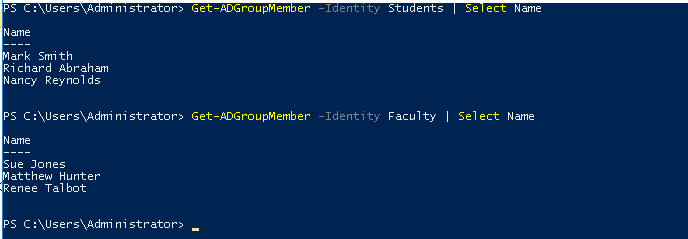 PS C:\Users\Administrator> Get-ADGroupMember -Identity Students | Select Name
Name
----
Mark Smith
Richard Abraham
Nancy Reynolds
PS C:\Users\Administrator> Get-ADGroupMember -Identity Faculty | Select Name
Name
----
Sue Jones
Matthew Hunter
Renee Talbot
PS C:\Users\Administrator> _